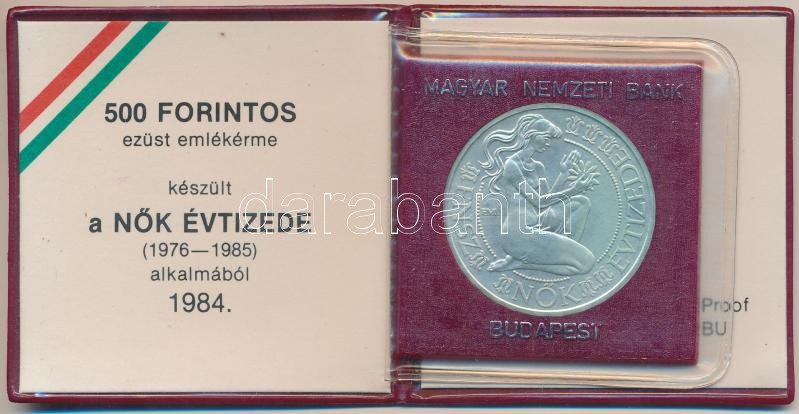 500 FORINTOS
ezüst emlékérme
készült
a NŐK ÉVTIZEDE
(1976—1985)
alkalmából
1984.
MAGYAR NEMZETI BANK
A NŐK ÉVTIZEDE
BUDAPEST
Proof
BU
darabanth